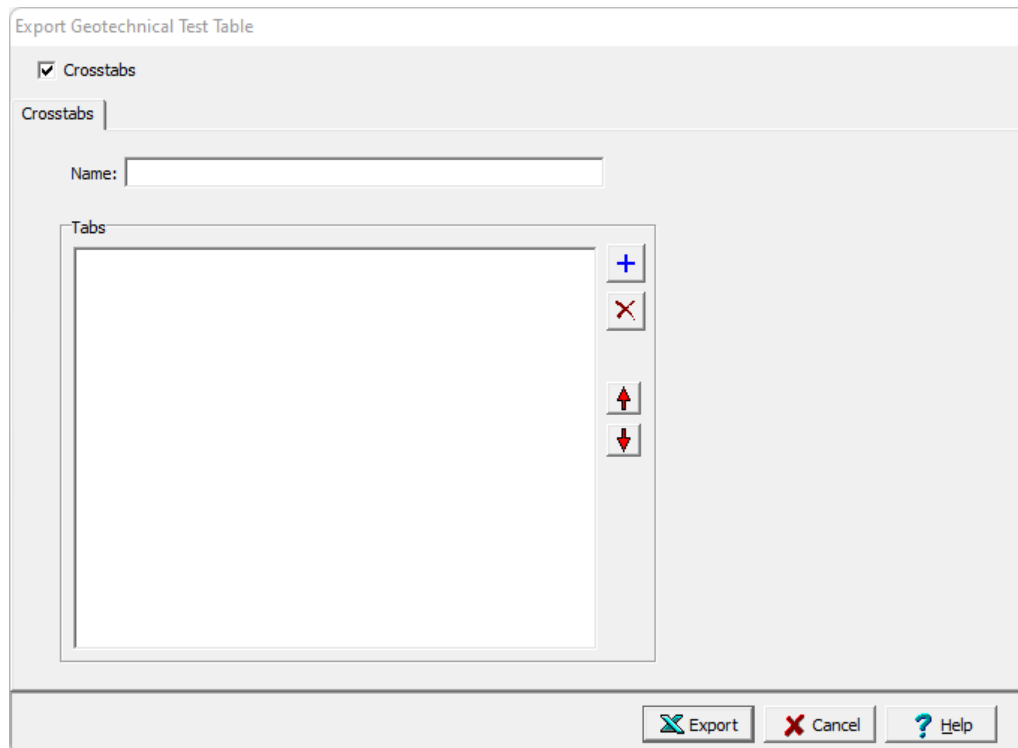 Export Geotechnical Test Table
Crosstabs
Crosstabs
Name:
Tabs
Export
Cancel
Help